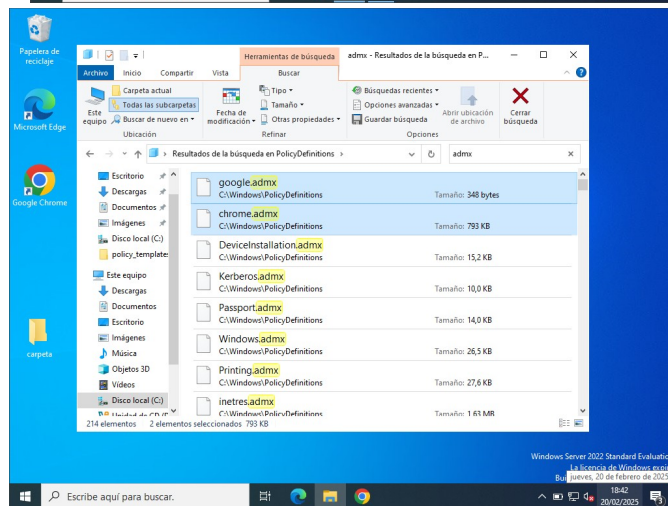 Papelera de
reciclaje
Microsoft Edge
Google Chrome
carpeta
Herramientas de búsqueda
admx - Resultados de la búsqueda en P...
Archivo Inicio Compartir Vista Buscar
Este
equipo
Carpeta actual
Todas las subcarpetas
Buscar de nuevo en
Ubicación
Fecha de
modificación
Tipo
Tamaño
Otras propiedades
Refinar
Búsquedas recientes
Opciones avanzadas
Guardar búsqueda
Abrir ubicación
de archivo
Cerrar
búsqueda
Opciones
Resultados de la búsqueda en PolicyDefinitions
admx
Escritorio
Descargas
Documentos
Imágenes
Disco local (C:)
policy_template
Este equipo
Descargas
Documentos
Escritorio
Imágenes
Música
Objetos 3D
Vídeos
Disco local (C:)
google.admx
C:\Windows\PolicyDefinitions Tamaño: 348 bytes
chrome.admx
C:\Windows\PolicyDefinitions Tamaño: 793 KB
DeviceInstallation.admx
C:\Windows\PolicyDefinitions Tamaño: 15,2 KB
Kerberos.admx
C:\Windows\PolicyDefinitions Tamaño: 10,0 KB
Passport.admx
C:\Windows\PolicyDefinitions Tamaño: 14,0 KB
Windows.admx
C:\Windows\PolicyDefinitions Tamaño: 26,5 KB
Printing.admx
C:\Windows\PolicyDefinitions Tamaño: 27,6 KB
inetres.admx
C:\Windows\PolicyDefinitions Tamaño: 1,63 MB
214 elementos 2 elementos seleccionados 793 KB
Windows Server 2022 Standard Evaluatio
La licencia de Windows expi
jueves, 20 de febrero de 2025
Escribe aquí para buscar.
18:42
20/02/2025